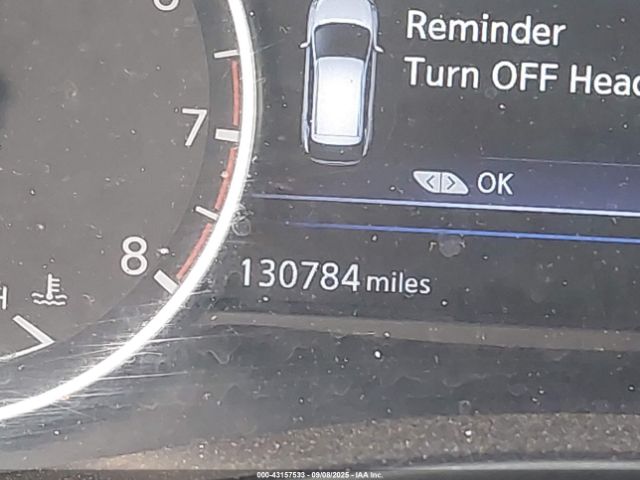 Reminder
Turn OFF Head
7
OK
8
130784 miles
H
000-43157533 - 09/08/2025 - IAA Inc.